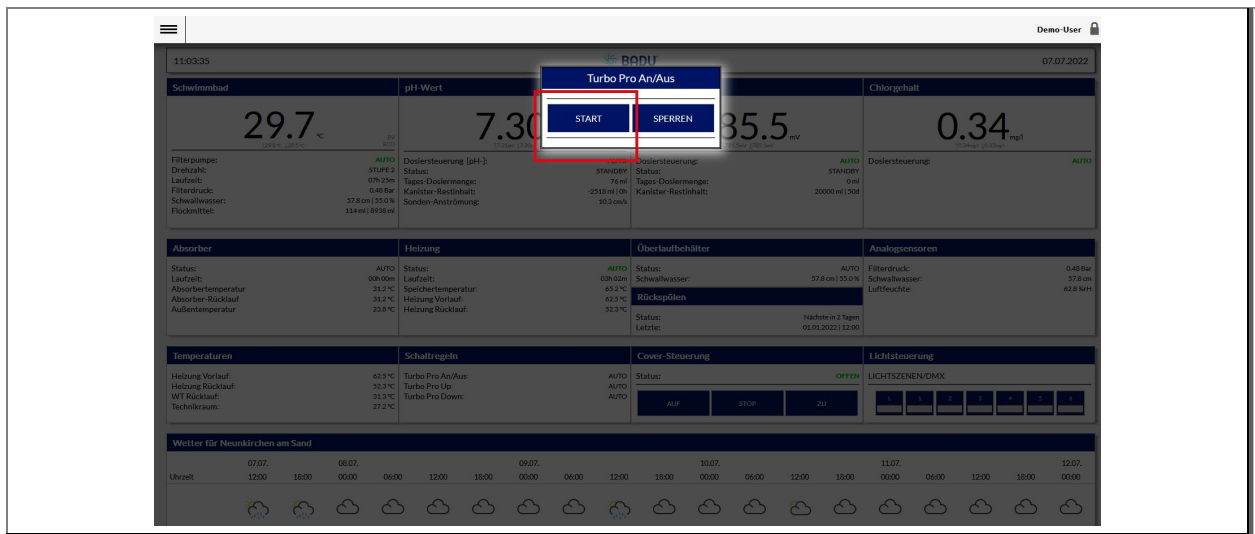 Demo-User
11:03:35
BADU
07.07.2022
Turbo Pro An/Aus
START
SPERREN
Schwimmbad
29.7 °C
Filterpumpe: AUTO
Drehzahl: STUFE 2
Laufzeit: 07h 25m
Filterdruck: 0.48 Bar
Schwallwasser: 57.8 cm | 55.0 %
Flockmittel: 114 ml | 8938 ml
pH-Wert
7.30
Dosiersteuerung [pH-]:
Status: STANDBY
Tages-Dosiermenge: 76 ml
Kanister-Restinhalt: -2518 ml | 0h
Sonden-Anströmung: 10.3 cm/s
35.5 mV
Dosiersteuerung: AUTO
Status: STANDBY
Tages-Dosiermenge: 0 ml
Kanister-Restinhalt: 20000 ml | 50d
Chlorgehalt
0.34 mg/l
Dosiersteuerung: AUTO
Absorber
Status: AUTO
Laufzeit: 00h 00m
Absorbertemperatur 31.2 °C
Absorber-Rücklauf 31.2 °C
Außentemperatur 23.8 °C
Heizung
Status: AUTO
Laufzeit: 03h 02m
Speichertemperatur: 65.2 °C
Heizung Vorlauf: 62.5 °C
Heizung Rücklauf: 52.3 °C
Überlaufbehälter
Status: AUTO
Schwallwasser: 57.8 cm | 55.0 %
Rückspülen
Status: Nächste in 2 Tagen
Letzte: 01.01.2022 | 12:00
Analogsensoren
Filterdruck: 0.48 Bar
Schwallwasser: 57.8 cm
Luftfeuchte: 62.8 %rH
Temperaturen
Heizung Vorlauf: 62.5 °C
Heizung Rücklauf: 52.3 °C
WT Rücklauf: 31.3 °C
Technikraum: 27.2 °C
Schaltregeln
Turbo Pro An/Aus: AUTO
Turbo Pro Up: AUTO
Turbo Pro Down: AUTO
Cover-Steuerung
Status: OFFEN
AUF STOP ZU
Lichtsteuerung
LICHTSZENEN/DMX
1 2 3 4 5 6
Wetter für Neunkirchen am Sand
07.07. 08.07. 09.07. 10.07. 11.07. 12.07.
Uhrzeit 12:00 18:00 00:00 06:00 12:00 18:00 00:00 06:00 12:00 18:00 00:00 06:00 12:00 18:00 00:00 06:00 12:00 18:00 00:00